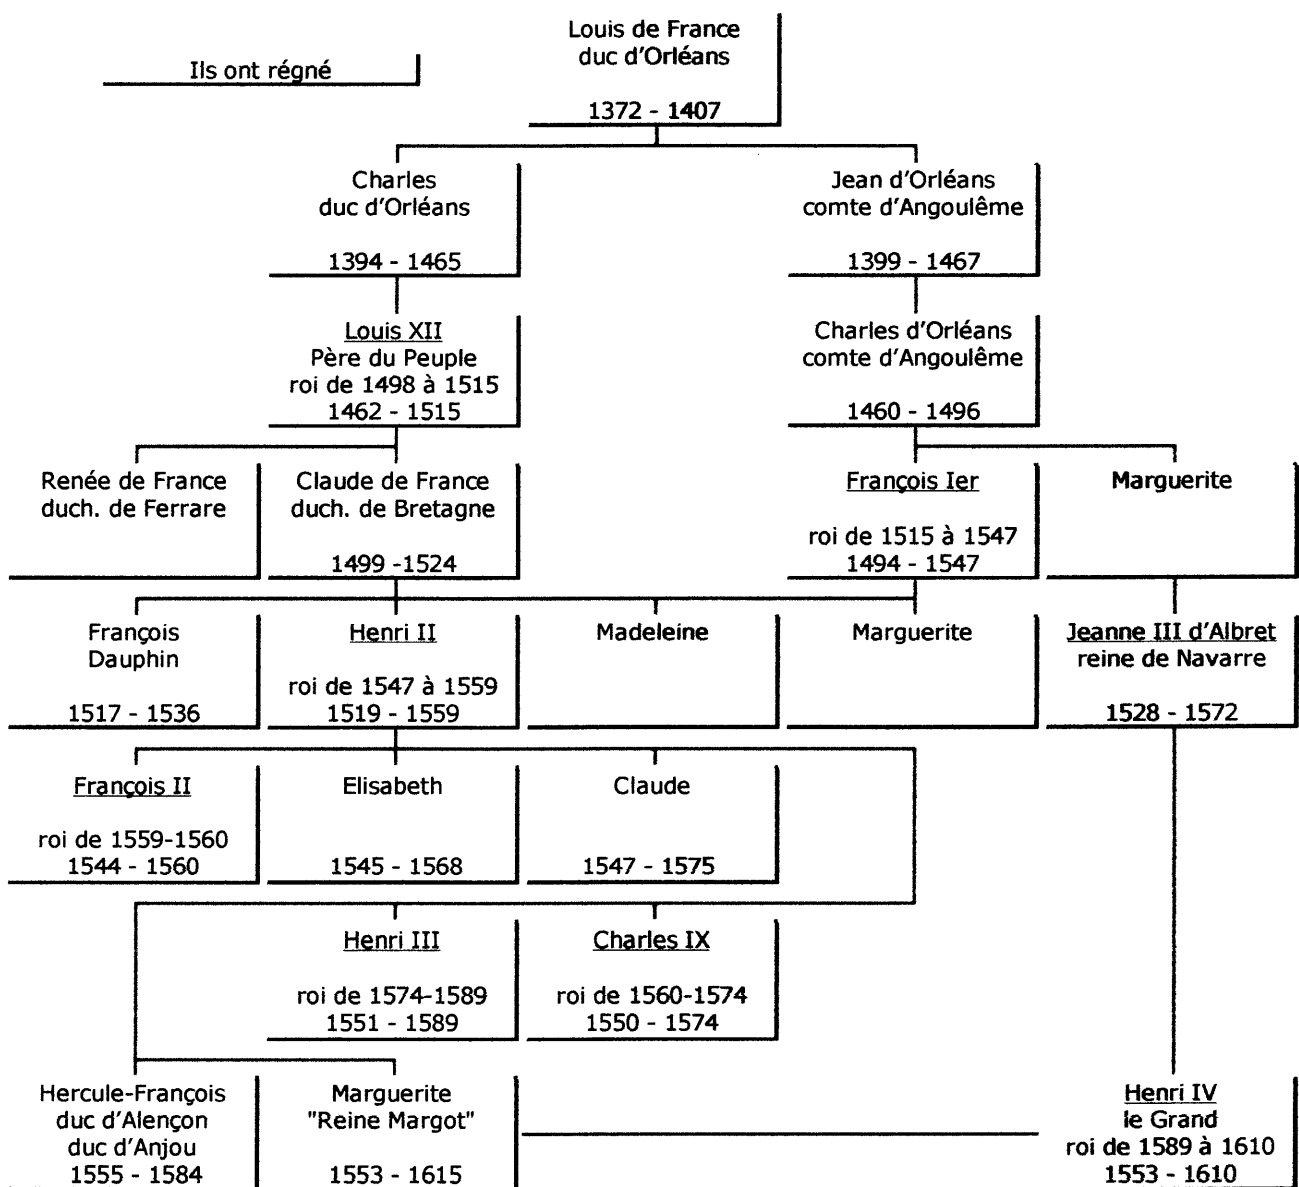 Louis de France
duc d'Orléans
1372 - 1407
Ils ont régné
Charles
duc d'Orléans
1394 - 1465
Jean d'Orléans
comte d'Angoulême
1399 - 1467
Louis XII
Père du Peuple
roi de 1498 à 1515
1462 - 1515
Charles d'Orléans
comte d'Angoulême
1460 - 1496
Renée de France
duch. de Ferrare
Claude de France
duch. de Bretagne
1499 -1524
François Ier
roi de 1515 à 1547
1494 - 1547
Marguerite
François
Dauphin
1517 - 1536
Henri II
roi de 1547 à 1559
1519 - 1559
Madeleine
Marguerite
Jeanne III d'Albret
reine de Navarre
1528 - 1572
François II
roi de 1559-1560
1544 - 1560
Elisabeth
1545 - 1568
Claude
1547 - 1575
Henri III
roi de 1574-1589
1551 - 1589
Charles IX
roi de 1560-1574
1550 - 1574
Hercule-François
duc d'Alençon
duc d'Anjou
1555 - 1584
Marguerite
"Reine Margot"
1553 - 1615
Henri IV
le Grand
roi de 1589 à 1610
1553 - 1610